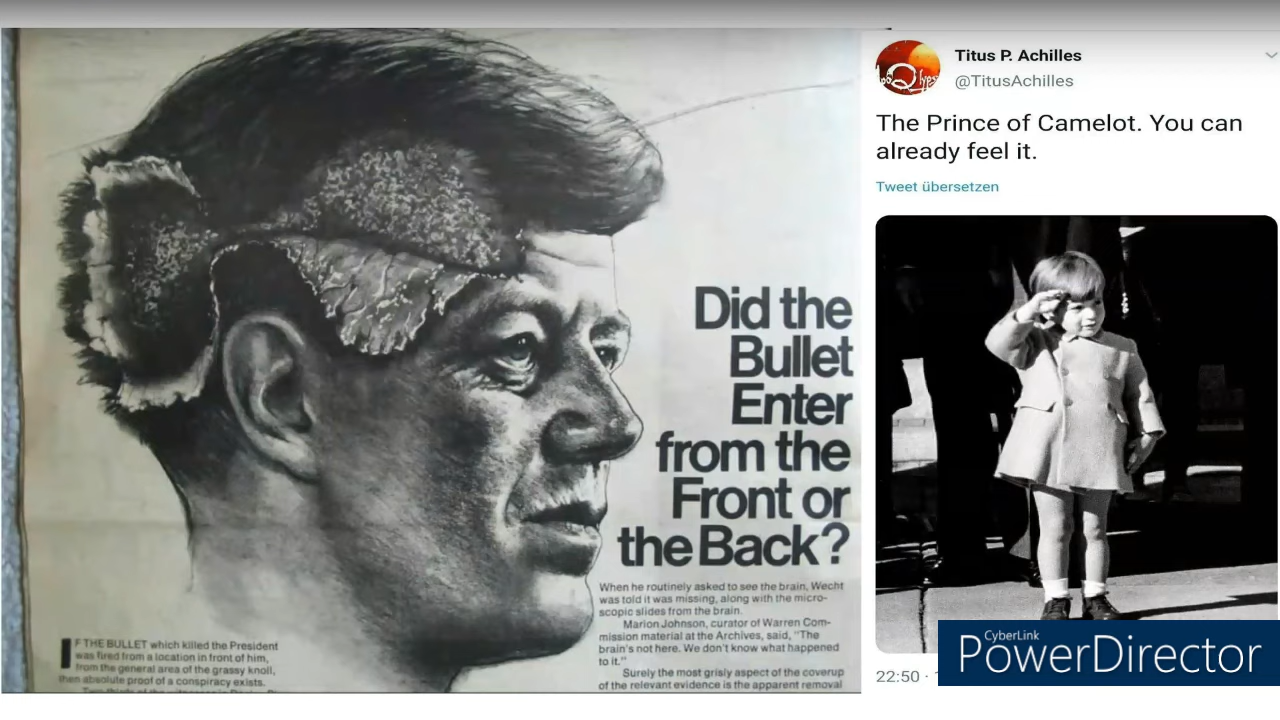 Did the
Bullet
Enter
from the
Front or
the Back?
When he routinely asked to see the brain, Wecht
was told it was missing, along with the micro-
scopic slides from the brain.
Marion Johnson, curator of Warren Com-
mission material at the Archives, said, "The
brain's not here. We don't know what happened
to it."
Surely the most grisly aspect of the coverup
of the relevant evidence is the apparent removal
IF THE BULLET which killed the President
was fired from a location in front of him,
from the general area of the grassy knoll,
then absolute proof of a conspiracy exists.
Titus P. Achilles
@TitusAchilles
The Prince of Camelot. You can
already feel it.
Tweet übersetzen
22:50 ·
CyberLink
PowerDirector